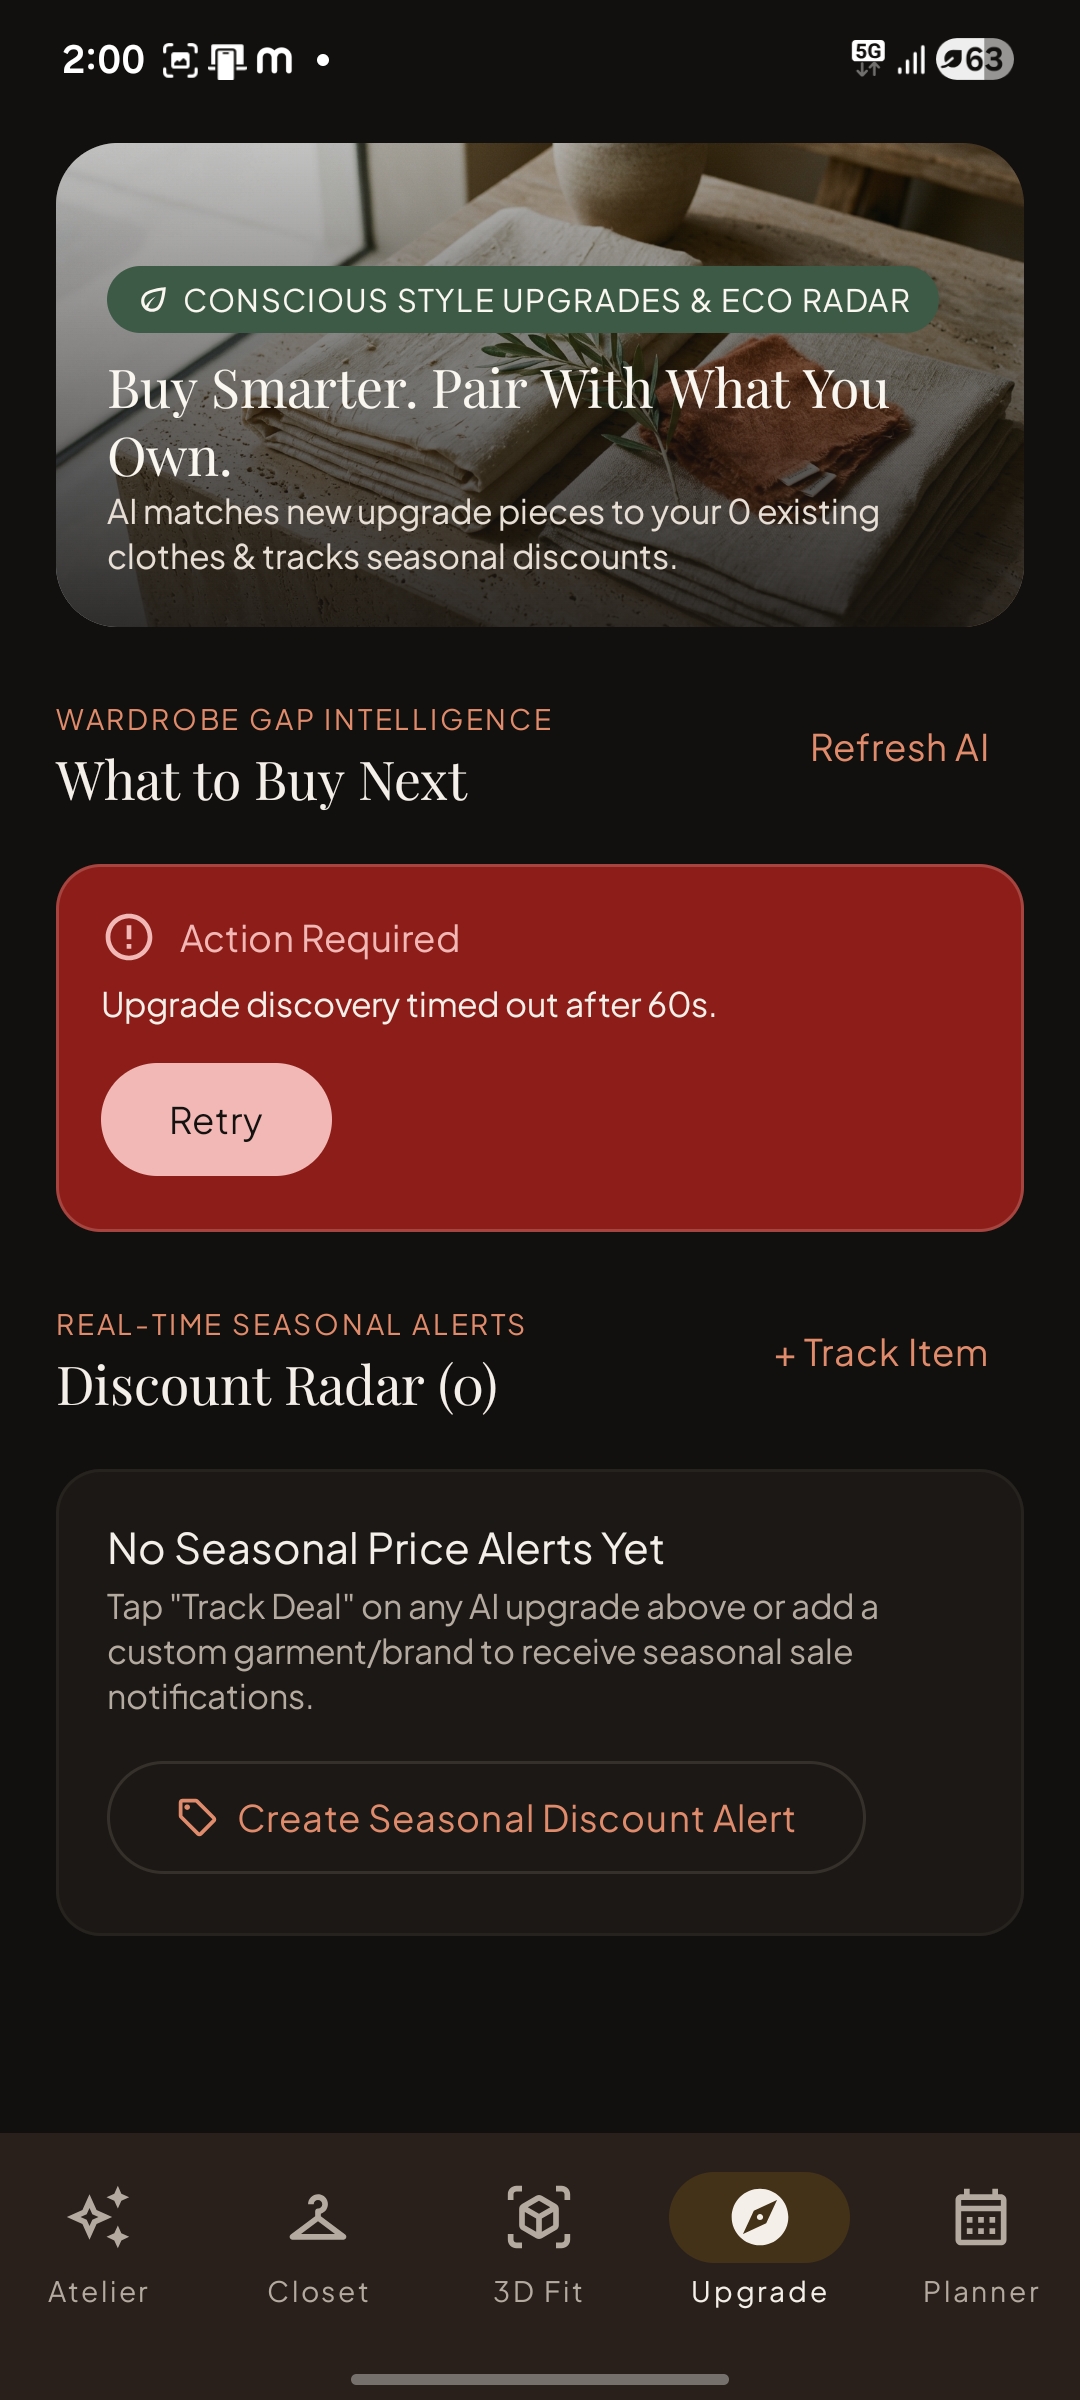 2:00 m
5G 63
CONSCIOUS STYLE UPGRADES & ECO RADAR
Buy Smarter. Pair With What You
Own.
AI matches new upgrade pieces to your 0 existing
clothes & tracks seasonal discounts.
WARDROBE GAP INTELLIGENCE
What to Buy Next
Refresh AI
Action Required
Upgrade discovery timed out after 60s.
Retry
REAL-TIME SEASONAL ALERTS
Discount Radar (0)
+ Track Item
No Seasonal Price Alerts Yet
Tap "Track Deal" on any AI upgrade above or add a
custom garment/brand to receive seasonal sale
notifications.
Create Seasonal Discount Alert
Atelier
Closet
3D Fit
Upgrade
Planner